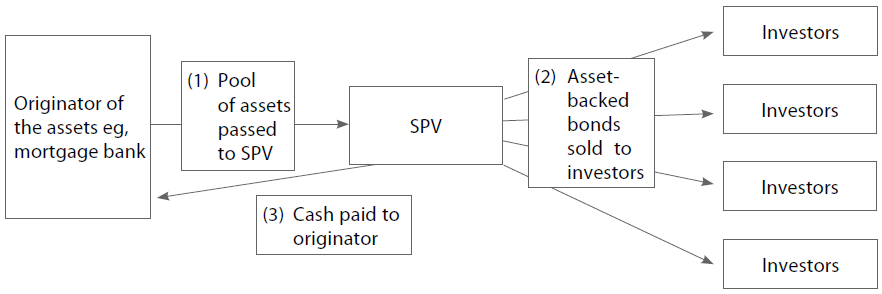 Originator of
the assets eg,
mortgage bank
(1) Pool
of assets
passed
to SPV
SPV
(2) Asset-
backed
bonds
sold to
investors
(3) Cash paid to
originator
Investors
Investors
Investors
Investors